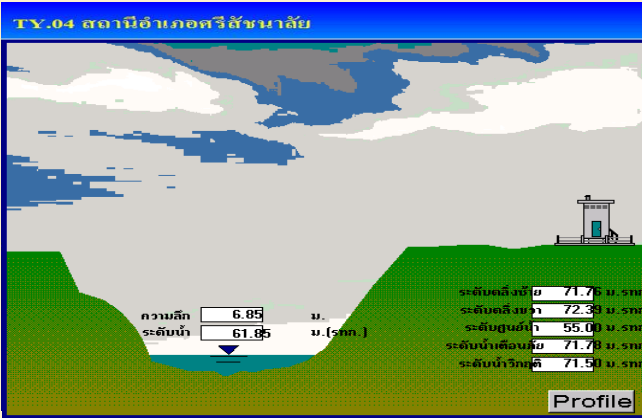 TY.04 สถานีอำเภอศรีสัชนาลัย
ความลึก 6.85 ม.
ระดับน้ำ 61.85 ม.(รทก.)
ระดับตลิ่งซ้าย 71.76 ม.รทก
ระดับตลิ่งขวา 72.39 ม.รทก
ระดับศูนย์น้ำ 55.00 ม.รทก
ระดับน้ำเตือนภัย 71.78 ม.รทก
ระดับน้ำวิกฤติ 71.50 ม.รทก
Profile